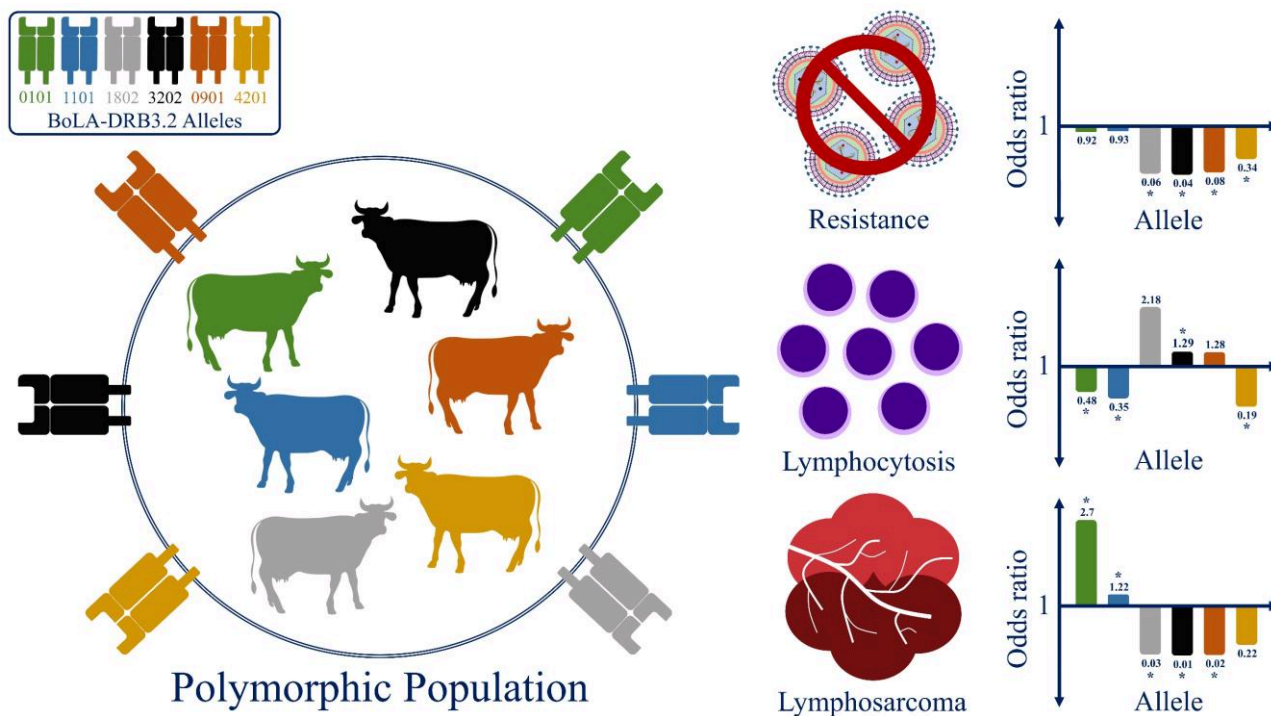 0101 1101 1802 3202 0901 4201
BoLA-DRB3.2 Alleles
Polymorphic Population
Resistance
Odds ratio
1
0.92 0.93 0.06 0.04 0.08 0.34
* * * *
Allele
Lymphocytosis
Odds ratio
1
2.18
*
1.29 1.28
0.48 0.35 0.19
* * *
Allele
Lymphosarcoma
Odds ratio
1
*
2.7
*
1.22
0.03 0.01 0.02 0.22
* * *
Allele